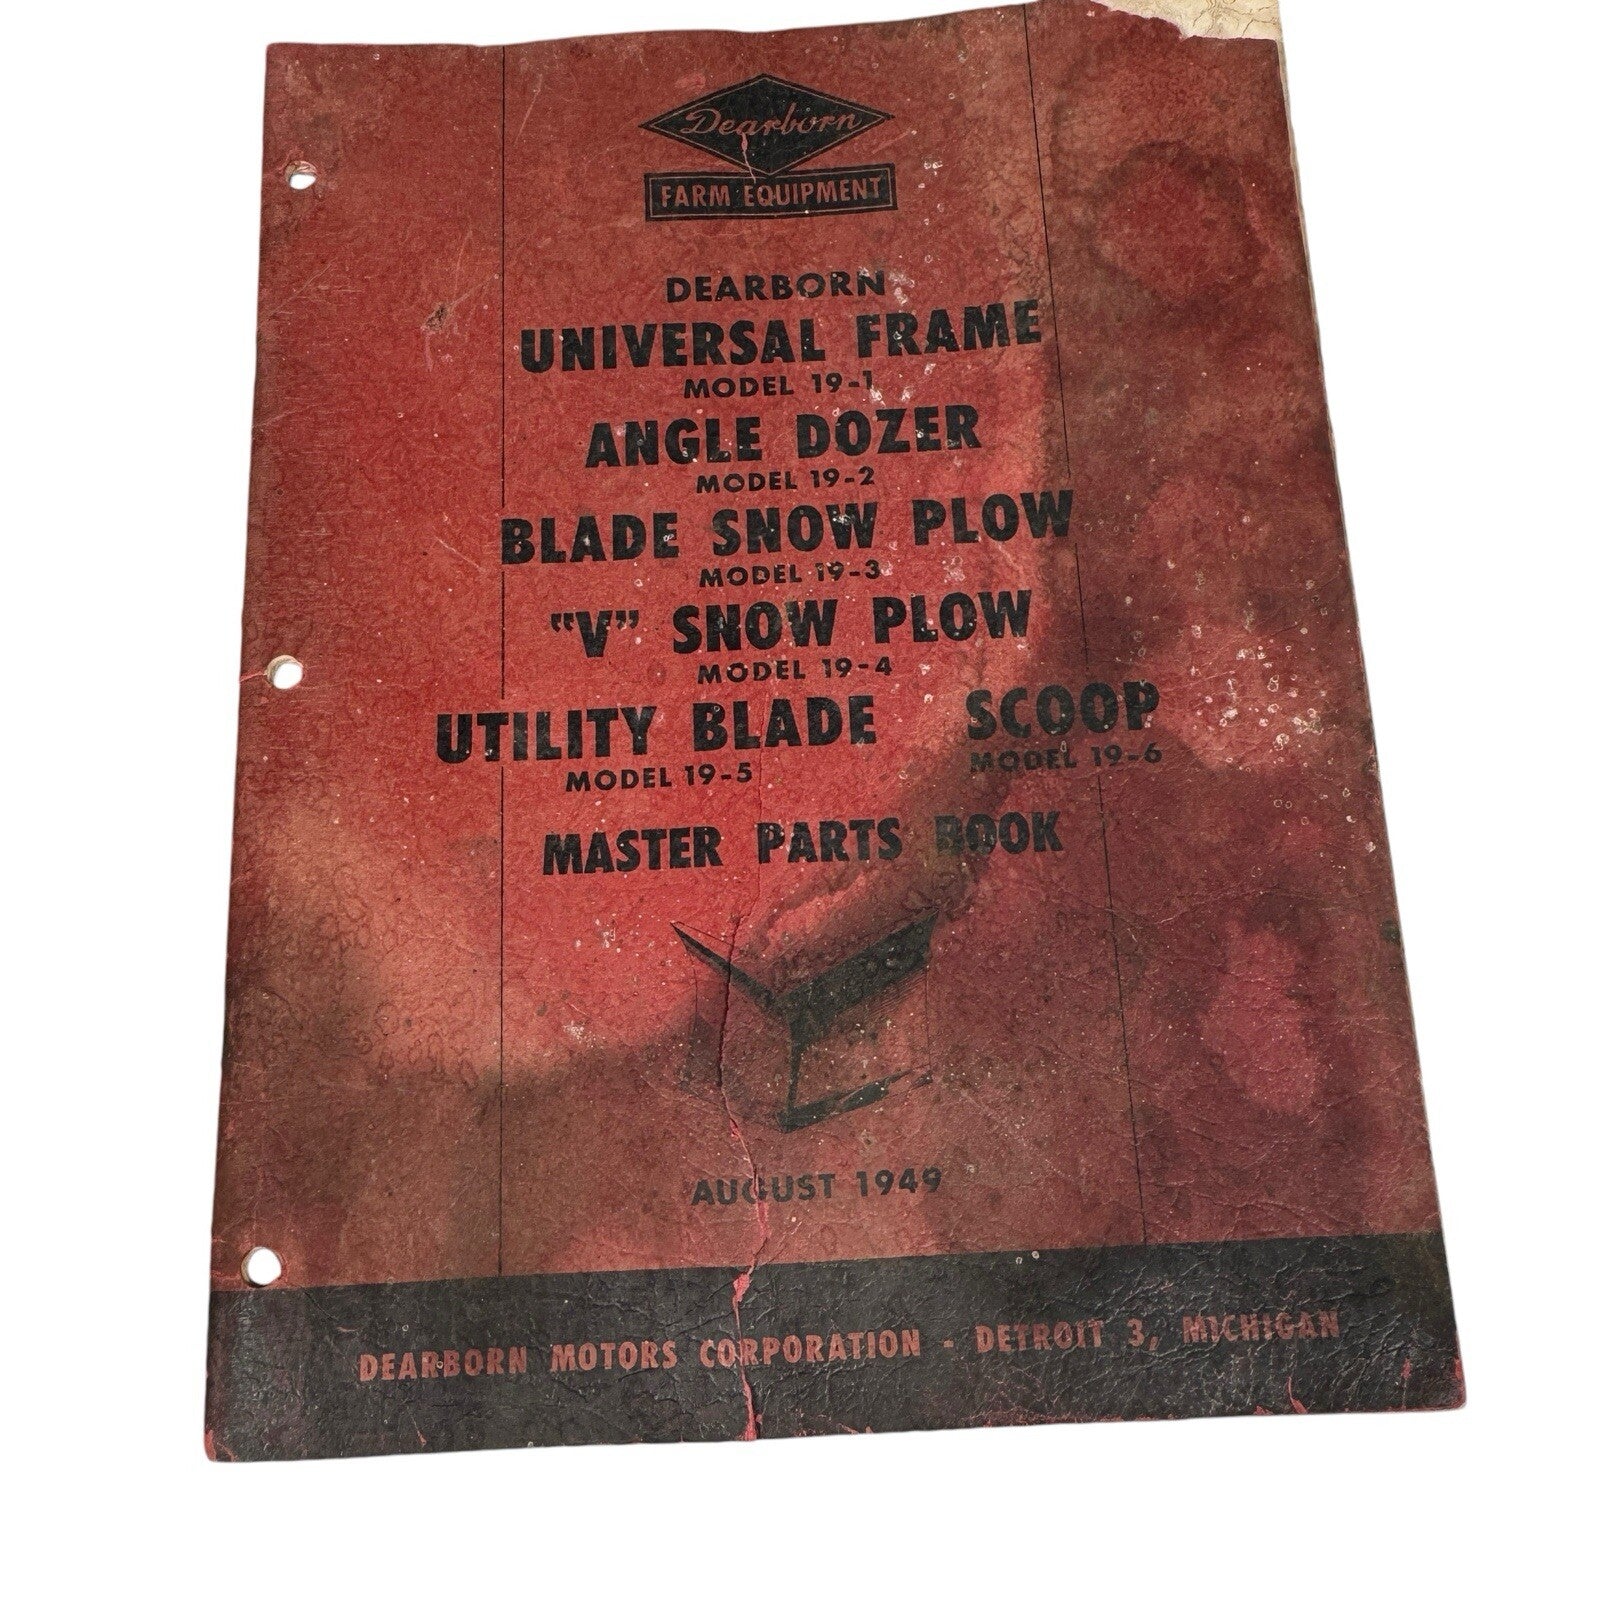 Dearborn
FARM EQUIPMENT
DEARBORN
UNIVERSAL FRAME
MODEL 19-1
ANGLE DOZER
MODEL 19-2
BLADE SNOW PLOW
MODEL 19-3
"V" SNOW PLOW
MODEL 19-4
UTILITY BLADE SCOOP
MODEL 19-5 MODEL 19-6
MASTER PARTS BOOK
AUGUST 1949
DEARBORN MOTORS CORPORATION - DETROIT 3, MICHIGAN